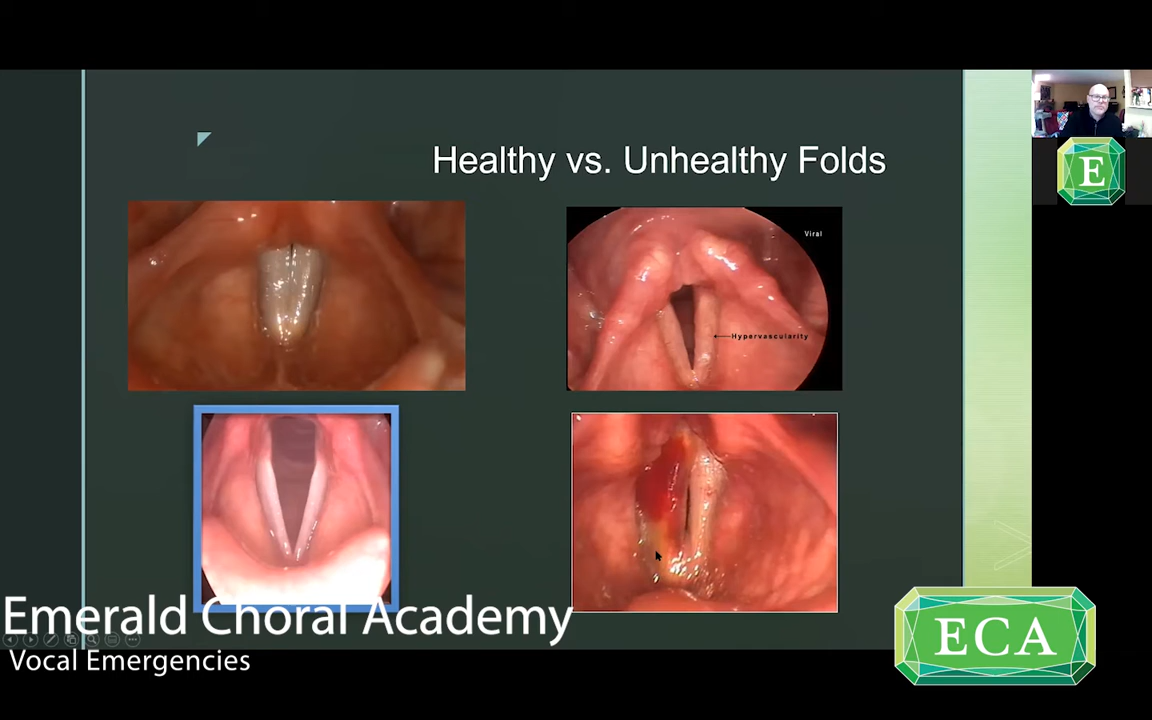 Healthy vs. Unhealthy Folds
Viral
Hypervascularity
E
Emerald Choral Academy
Vocal Emergencies
ECA